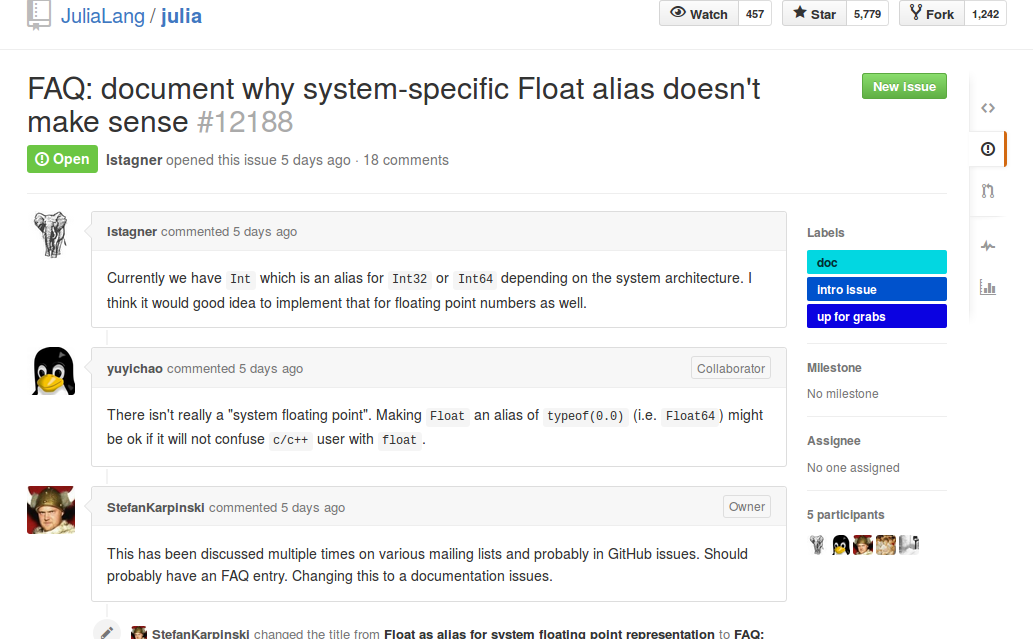 JuliaLang / julia
Watch 457 Star 5,779 Fork 1,242
FAQ: document why system-specific Float alias doesn't
make sense #12188
New issue
Open lstagner opened this issue 5 days ago · 18 comments
lstagner commented 5 days ago
Currently we have Int which is an alias for Int32 or Int64 depending on the system architecture. I
think it would good idea to implement that for floating point numbers as well.
yuyichao commented 5 days ago Collaborator
There isn't really a "system floating point". Making Float an alias of typeof(0.0) (i.e. Float64 ) might
be ok if it will not confuse c/c++ user with float .
StefanKarpinski commented 5 days ago Owner
This has been discussed multiple times on various mailing lists and probably in GitHub issues. Should
probably have an FAQ entry. Changing this to a documentation issues.
StefanKarpinski changed the title from Float as alias for system floating point representation to FAQ:
Labels
doc
intro issue
up for grabs
Milestone
No milestone
Assignee
No one assigned
5 participants